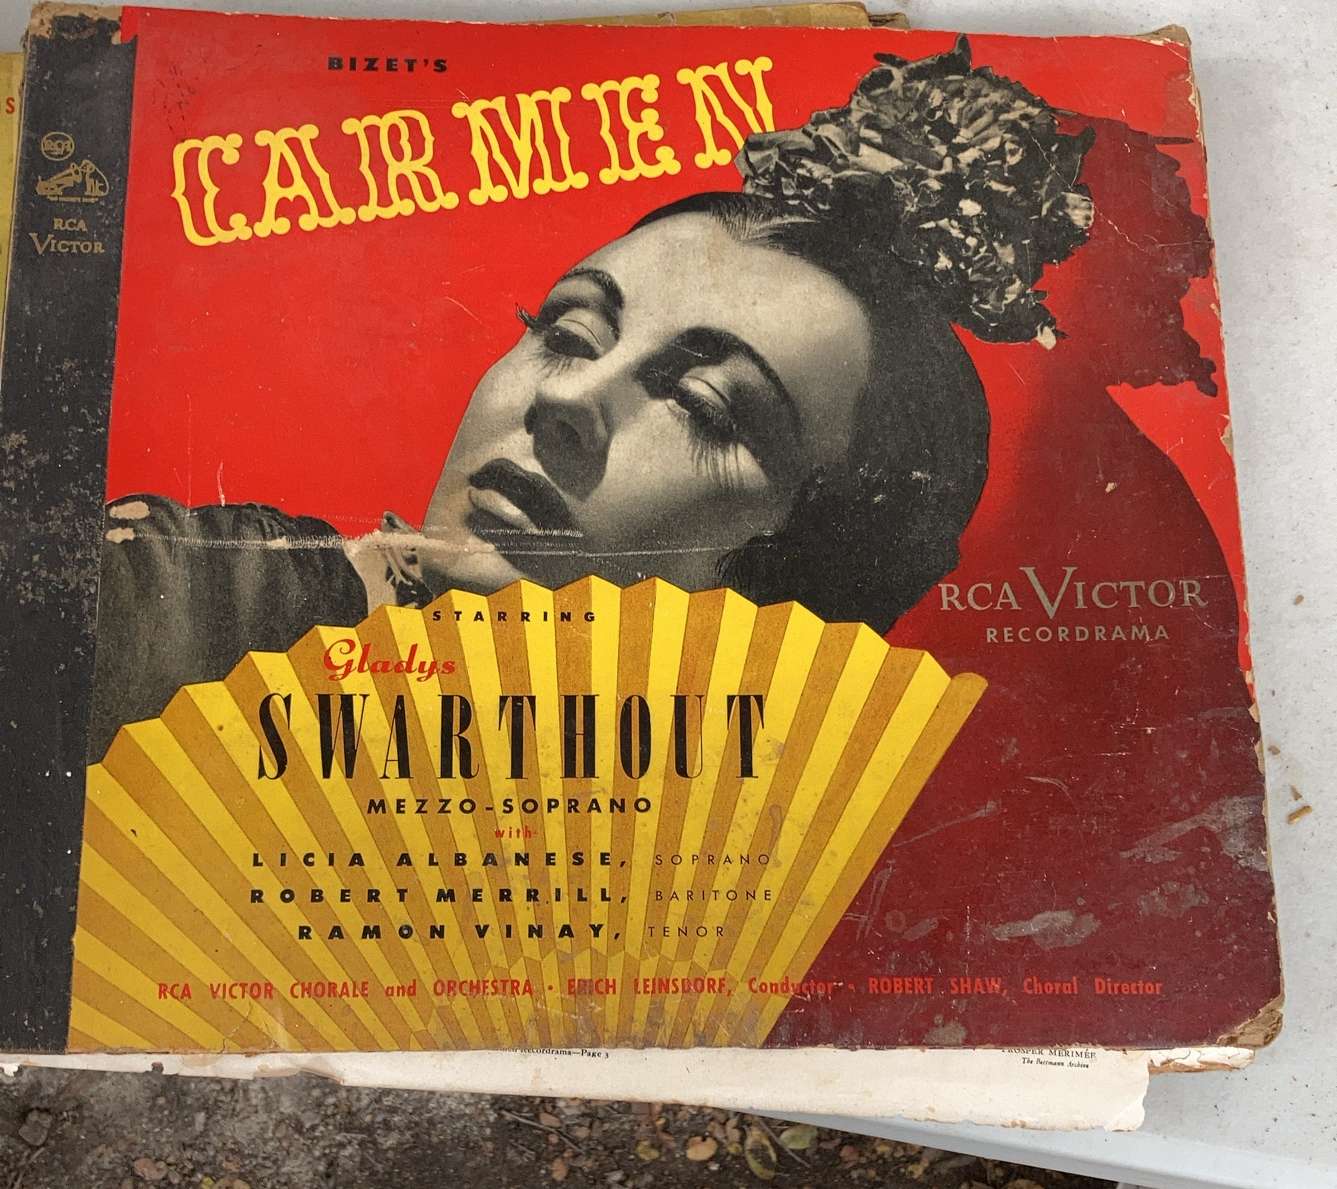 BIZET'S
CARMEN
S
RCA
RCA
VICTOR
RCA VICTOR
RECORDRAMA
STARRING
Gladys
SWARTHOUT
MEZZO-SOPRANO
with
LICIA ALBANESE, SOPRANO
ROBERT MERRILL, BARITONE
RAMON VINAY, TENOR
RCA VICTOR CHORALE and ORCHESTRA • ERICH LEINSDORF, Conductor • ROBERT SHAW, Choral Director
Recordrama—Page 3
PROSPER MERIMÉE
The Bettmann Archive